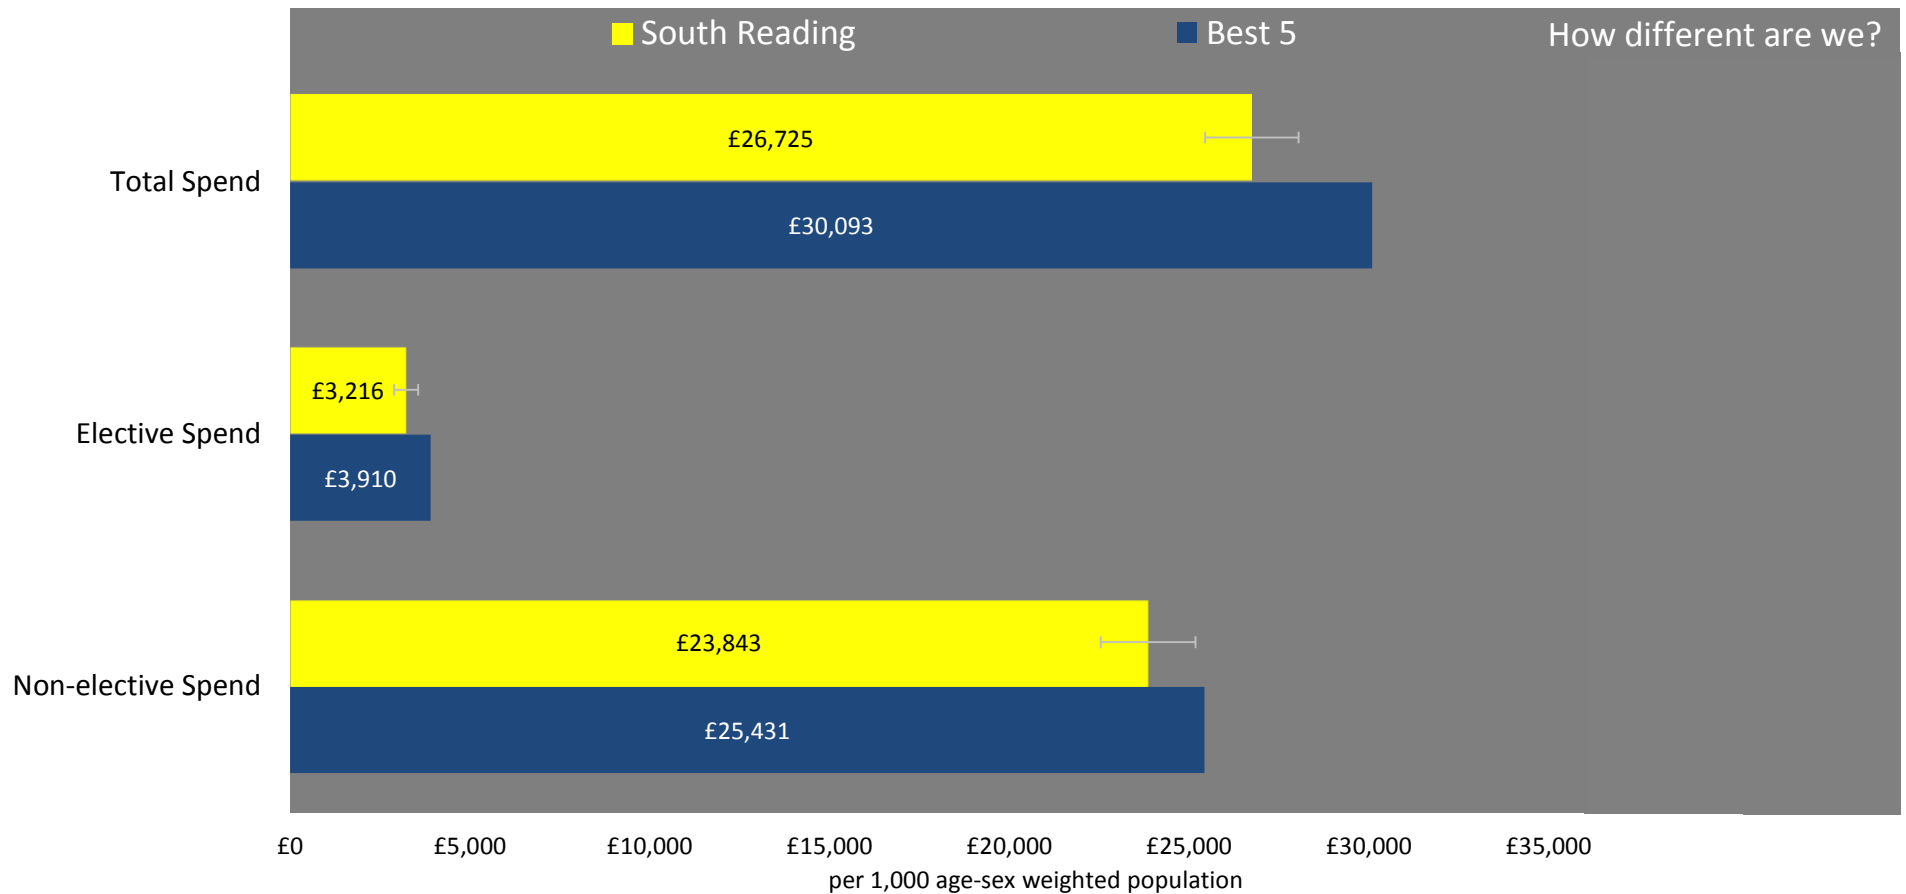 South Reading
Best 5
How different are we?
Total Spend
£26,725
£30,093
Elective Spend
£3,216
£3,910
Non-elective Spend
£23,843
£25,431
£0
£5,000
£10,000
£15,000
£20,000
£25,000
£30,000
£35,000
per 1,000 age-sex weighted population